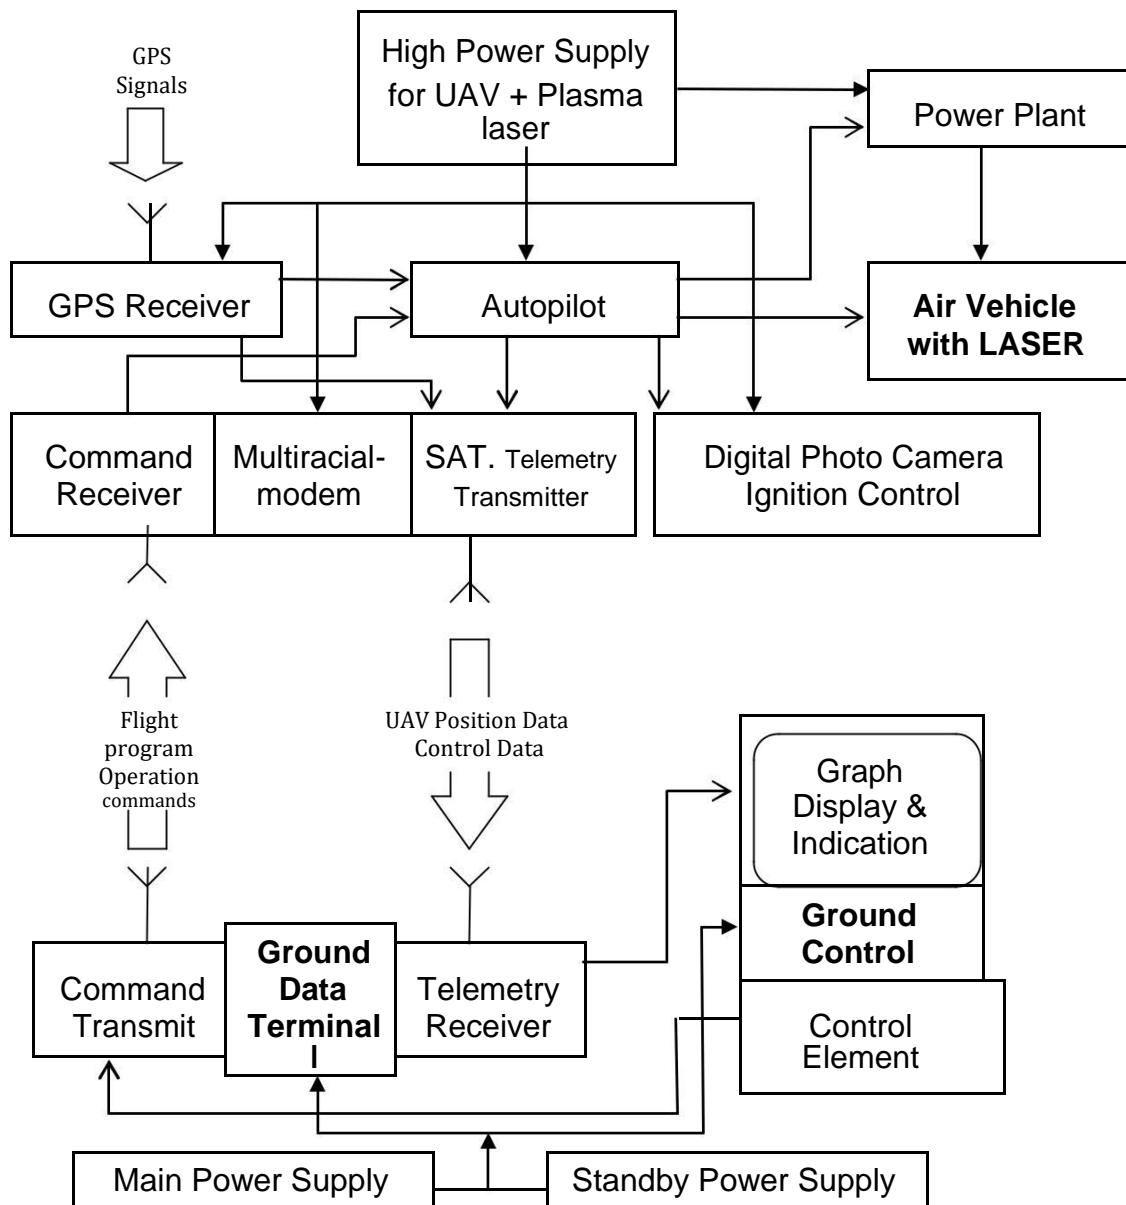 GPS
Signals
High Power Supply
for UAV + Plasma
laser
Power Plant
GPS Receiver
Autopilot
Air Vehicle
with LASER
Command
Receiver
Multiracial-
modem
SAT. Telemetry
Transmitter
Digital Photo Camera
Ignition Control
Flight
program
Operation
commands
UAV Position Data
Control Data
Graph
Display &
Indication
Ground
Control
Control
Element
Command
Transmit
Ground
Data
Terminal
l
Telemetry
Receiver
Main Power Supply
Standby Power Supply